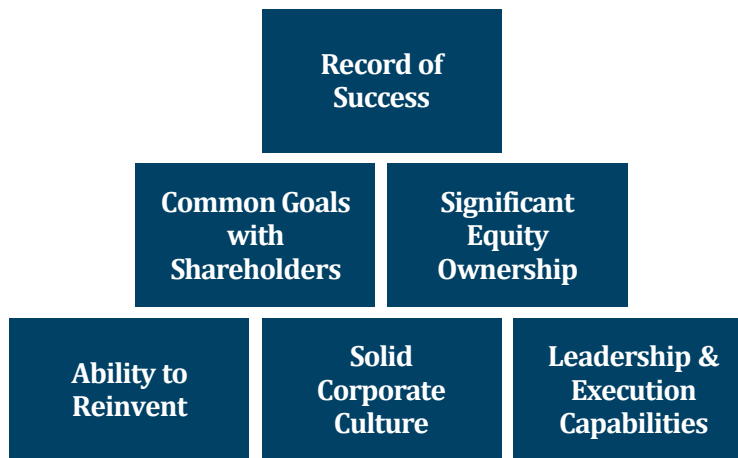 Record of
Success
Common Goals
with
Shareholders
Significant
Equity
Ownership
Ability to
Reinvent
Solid
Corporate
Culture
Leadership &
Execution
Capabilities